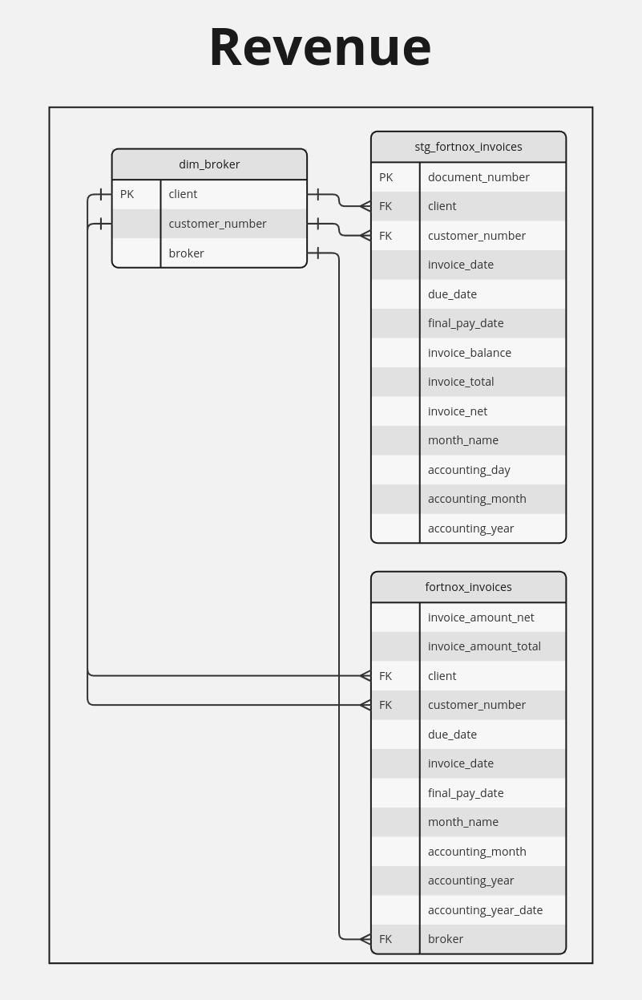 Revenue
dim_broker
PK client
customer_number
broker
stg_fortnox_invoices
PK document_number
FK client
FK customer_number
invoice_date
due_date
final_pay_date
invoice_balance
invoice_total
invoice_net
month_name
accounting_day
accounting_month
accounting_year
fortnox_invoices
invoice_amount_net
invoice_amount_total
FK client
FK customer_number
due_date
invoice_date
final_pay_date
month_name
accounting_month
accounting_year
accounting_year_date
FK broker